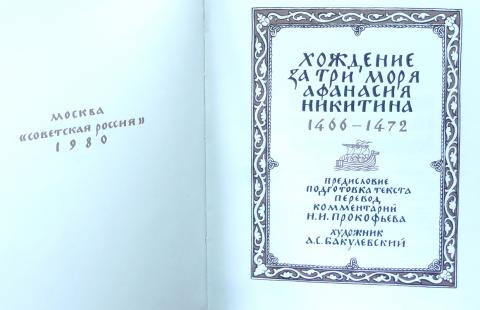 МОСКВА
«СОВЕТСКАЯ РОССИЯ»
1980
ХОЖДЕНИЕ
ЗА ТРИ МОРЯ
АФАНАСИЯ
НИКИТИНА
1466-1472
ПРЕДИСЛОВИЕ
ПОДГОТОВКА ТЕКСТА
ПЕРЕВОД
КОММЕНТАРИЙ
Н.И. ПРОКОФЬЕВА
ХУДОЖНИК
А.С. БАКУЛЕВСКИЙ